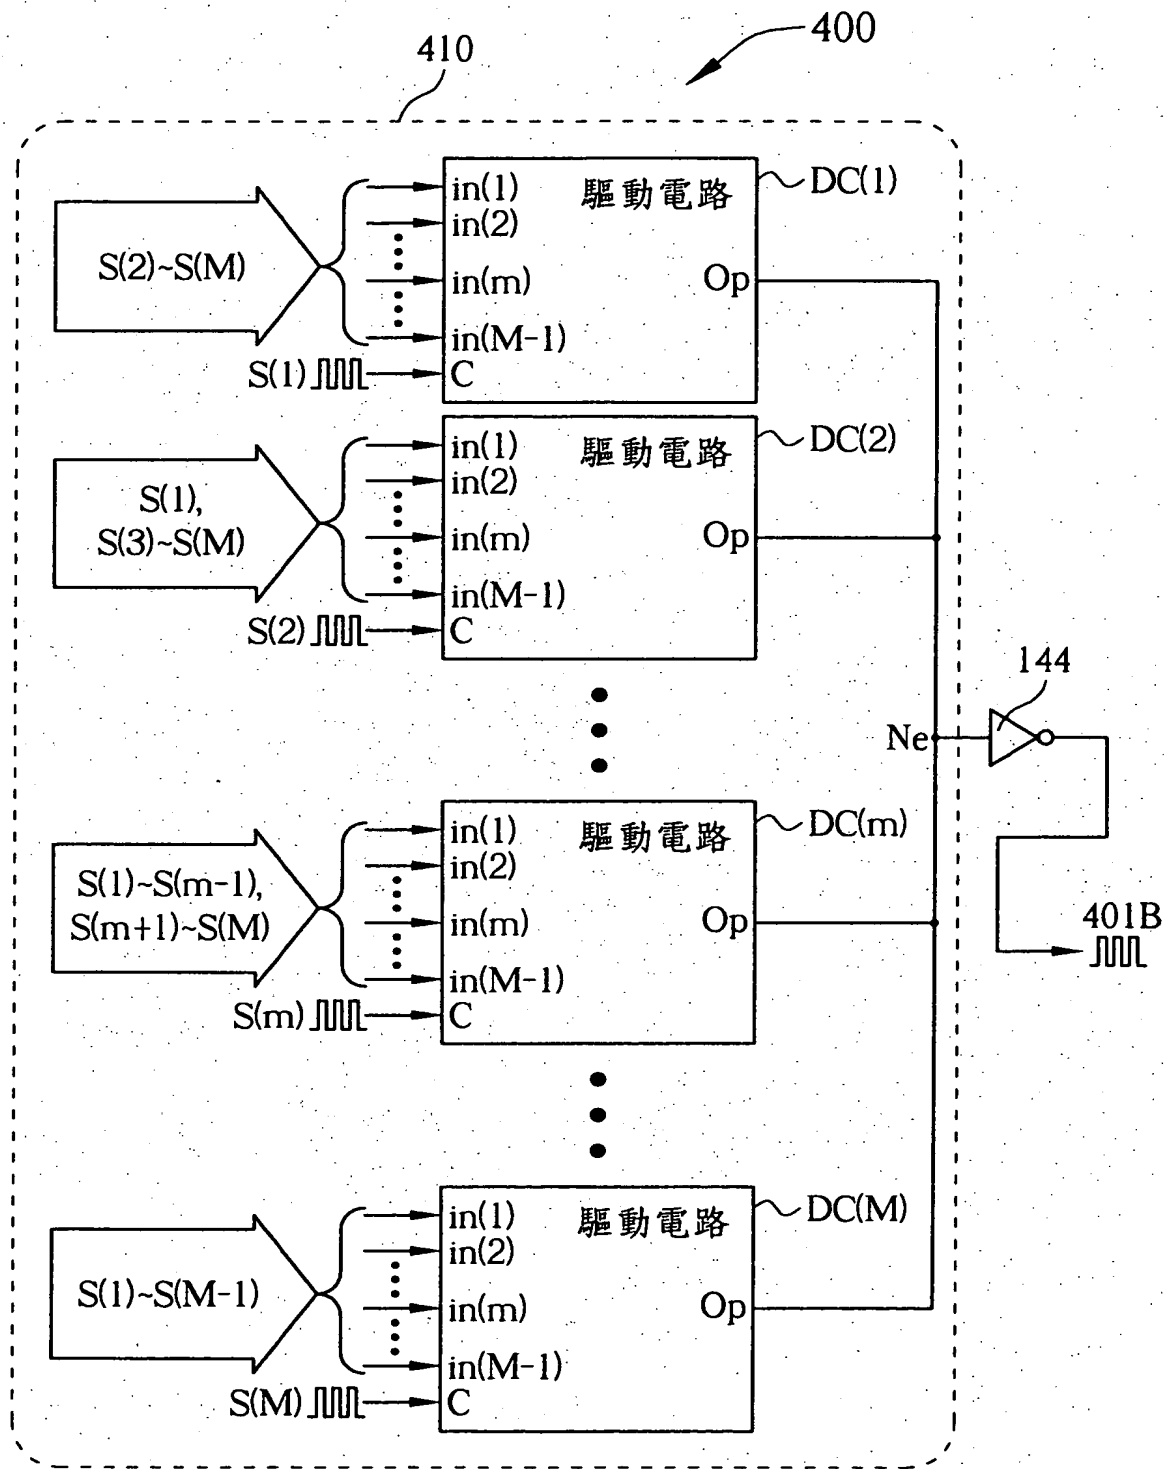 400
410
in(1)
驅動電路
DC(1)
in(2)
S(2)~S(M)
in(m)
Op
in(M-1)
S(1)
C
in(1)
驅動電路
DC(2)
in(2)
S(1),
S(3)~S(M)
in(m)
Op
in(M-1)
S(2)
C
144
Ne
in(1)
驅動電路
DC(m)
in(2)
S(1)~S(m-1),
S(m+1)~S(M)
in(m)
Op
401B
in(M-1)
S(m)
C
in(1)
驅動電路
DC(M)
in(2)
S(1)~S(M-1)
in(m)
Op
in(M-1)
S(M)
C